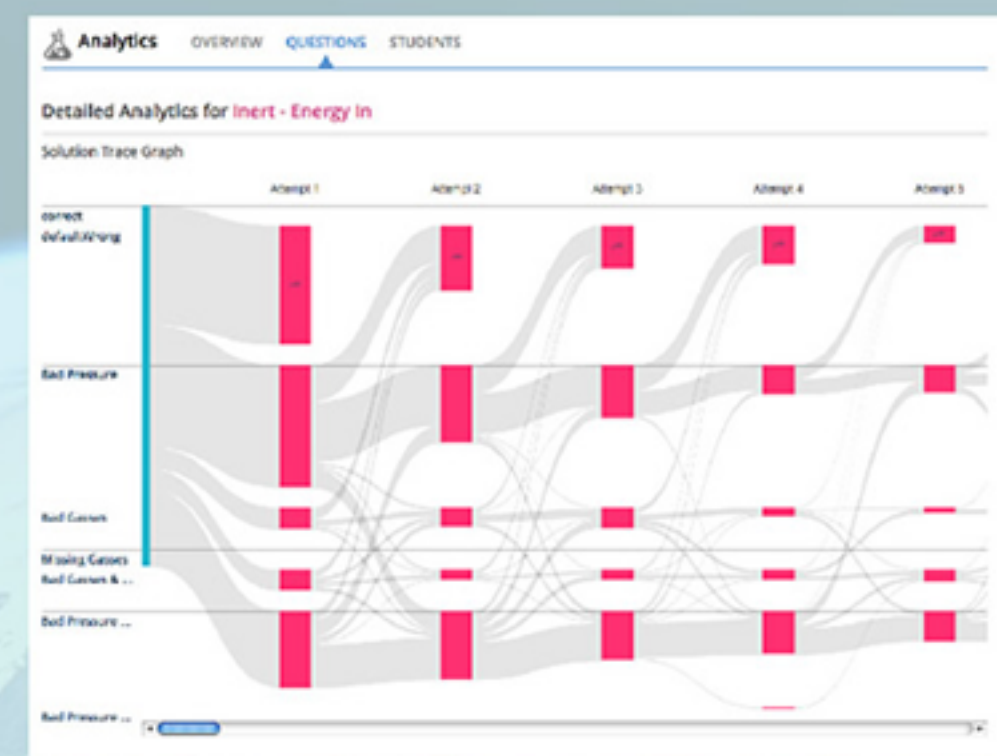 Analytics OVERVIEW QUESTIONS STUDENTS
Detailed Analytics for Inert - Energy In
Solution Trace Graph
Attempt 1 Attempt 2 Attempt 3 Attempt 4 Attempt 5
correct
defaultWrong
Bad Pressure
Bad Gasses
Missing Gasses
Bad Gasses & ...
Bad Pressure ...
Bad Pressure ...